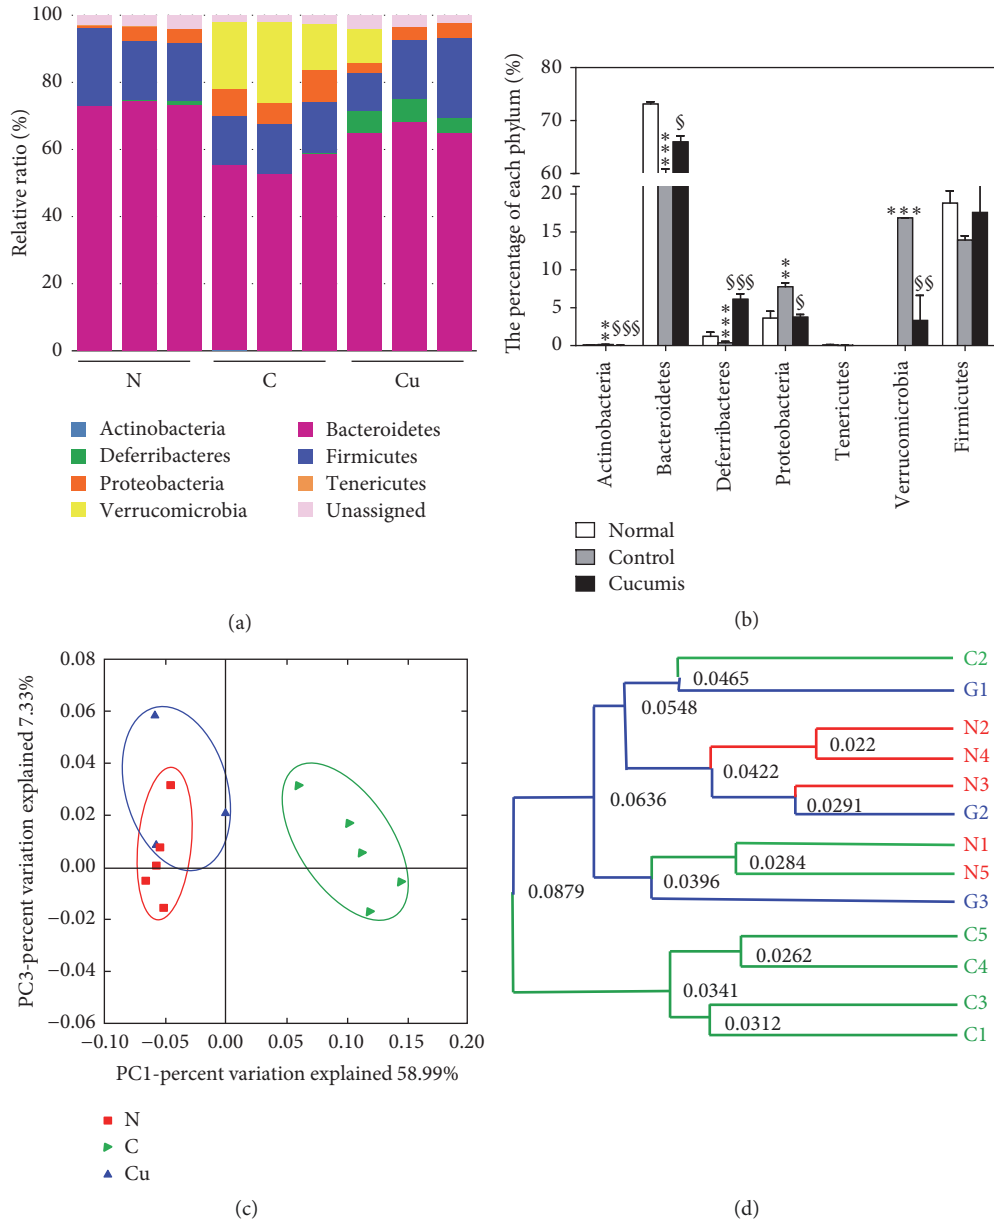 Relative ratio (%)
100
80
60
40
20
0
N C Cu
Actinobacteria
Deferribacteres
Proteobacteria
Verrucomicrobia
Bacteroidetes
Firmicutes
Tenericutes
Unassigned
(a)
The percentage of each phylum (%)
80
70
60
20
15
10
5
0
** §§§
*** §
*** §§§
** §
*** §§
Actinobacteria
Bacteroidetes
Deferribacteres
Proteobacteria
Tenericutes
Verrucomicrobia
Firmicutes
Normal
Control
Cucumis
(b)
PC3-percent variation explained 7.33%
0.08
0.06
0.04
0.02
0.00
−0.02
−0.04
−0.06
−0.10 −0.05 0.00 0.05 0.10 0.15 0.20
PC1-percent variation explained 58.99%
N
C
Cu
(c)
C2
0.0465
G1
0.0548
N2
0.022
N4
0.0422
N3
0.0636
0.0291
G2
N1
0.0284
N5
0.0396
0.0879
G3
C5
0.0262
C4
0.0341
C3
0.0312
C1
(d)